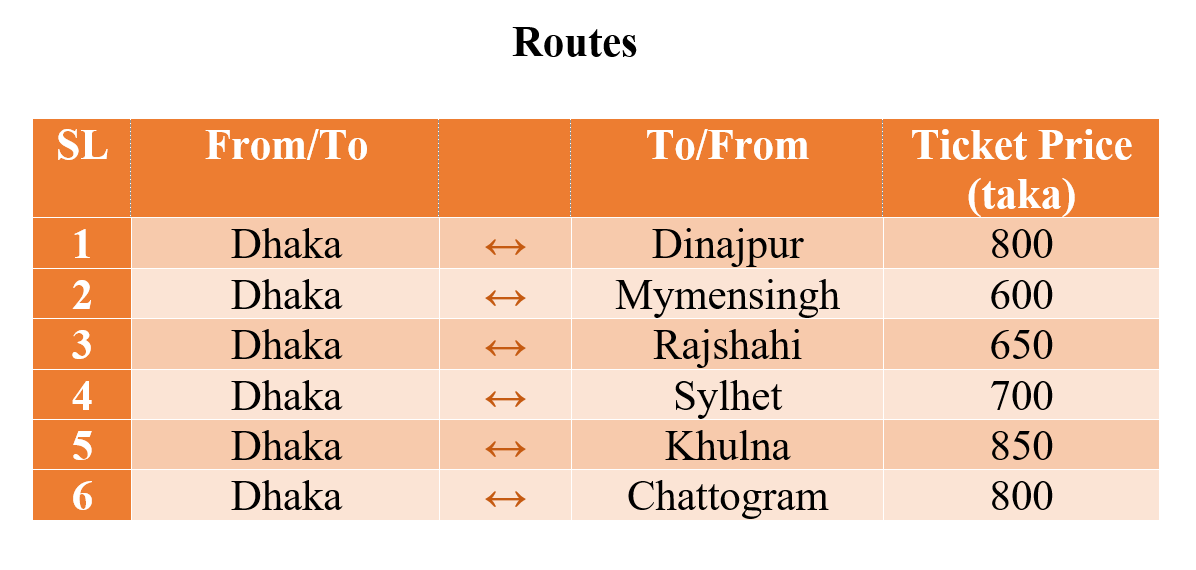 Routes
SL From/To To/From Ticket Price
(taka)
1 Dhaka ↔ Dinajpur 800
2 Dhaka ↔ Mymensingh 600
3 Dhaka ↔ Rajshahi 650
4 Dhaka ↔ Sylhet 700
5 Dhaka ↔ Khulna 850
6 Dhaka ↔ Chattogram 800